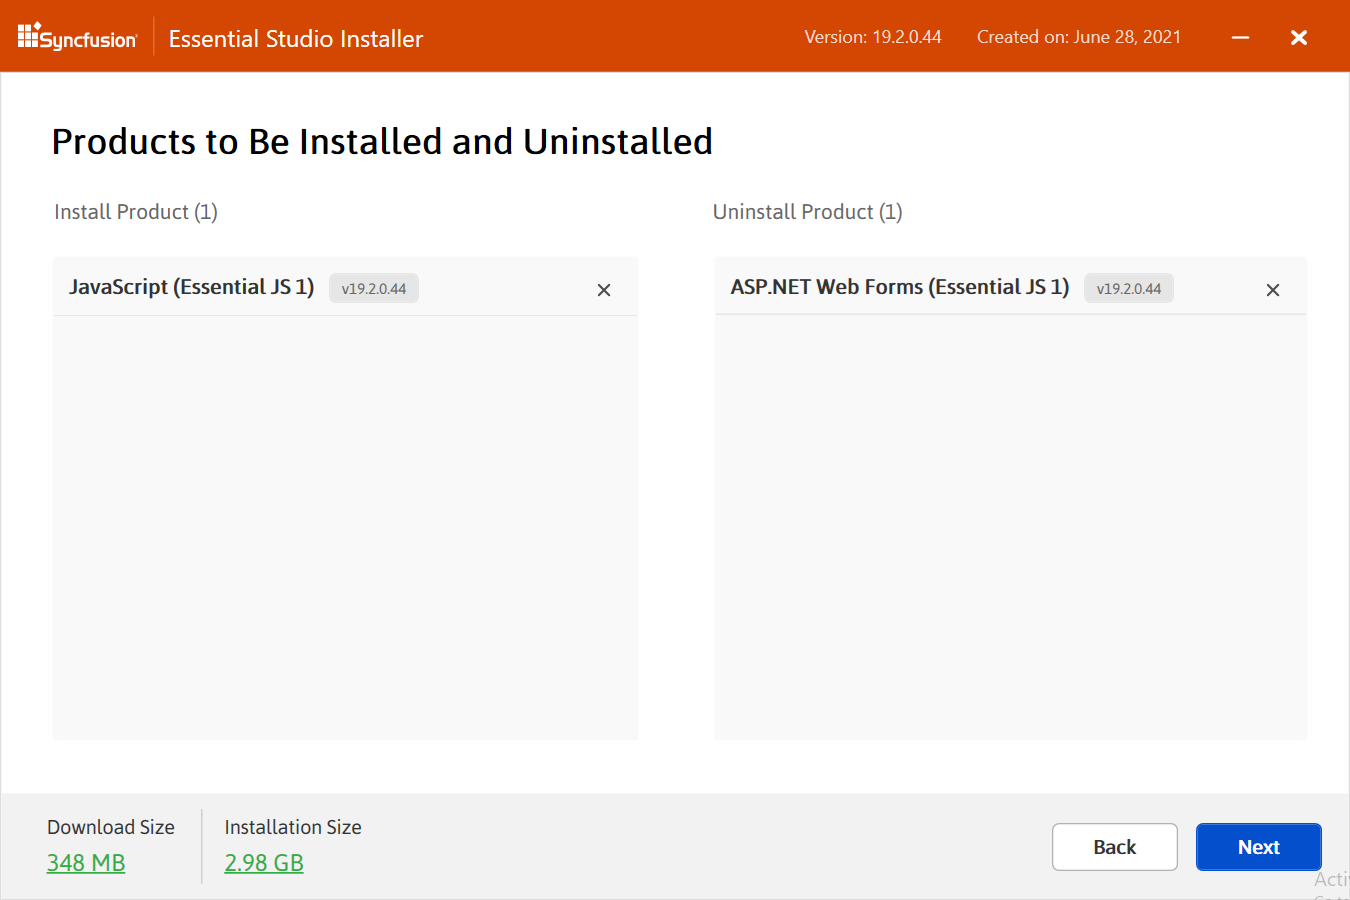 Syncfusion
Essential Studio Installer
Version: 19.2.0.44
Created on: June 28, 2021
Products to Be Installed and Uninstalled
Install Product (1)
Uninstall Product (1)
JavaScript (Essential JS 1) v19.2.0.44
ASP.NET Web Forms (Essential JS 1) v19.2.0.44
Download Size
348 MB
Installation Size
2.98 GB
Back
Next
Acti